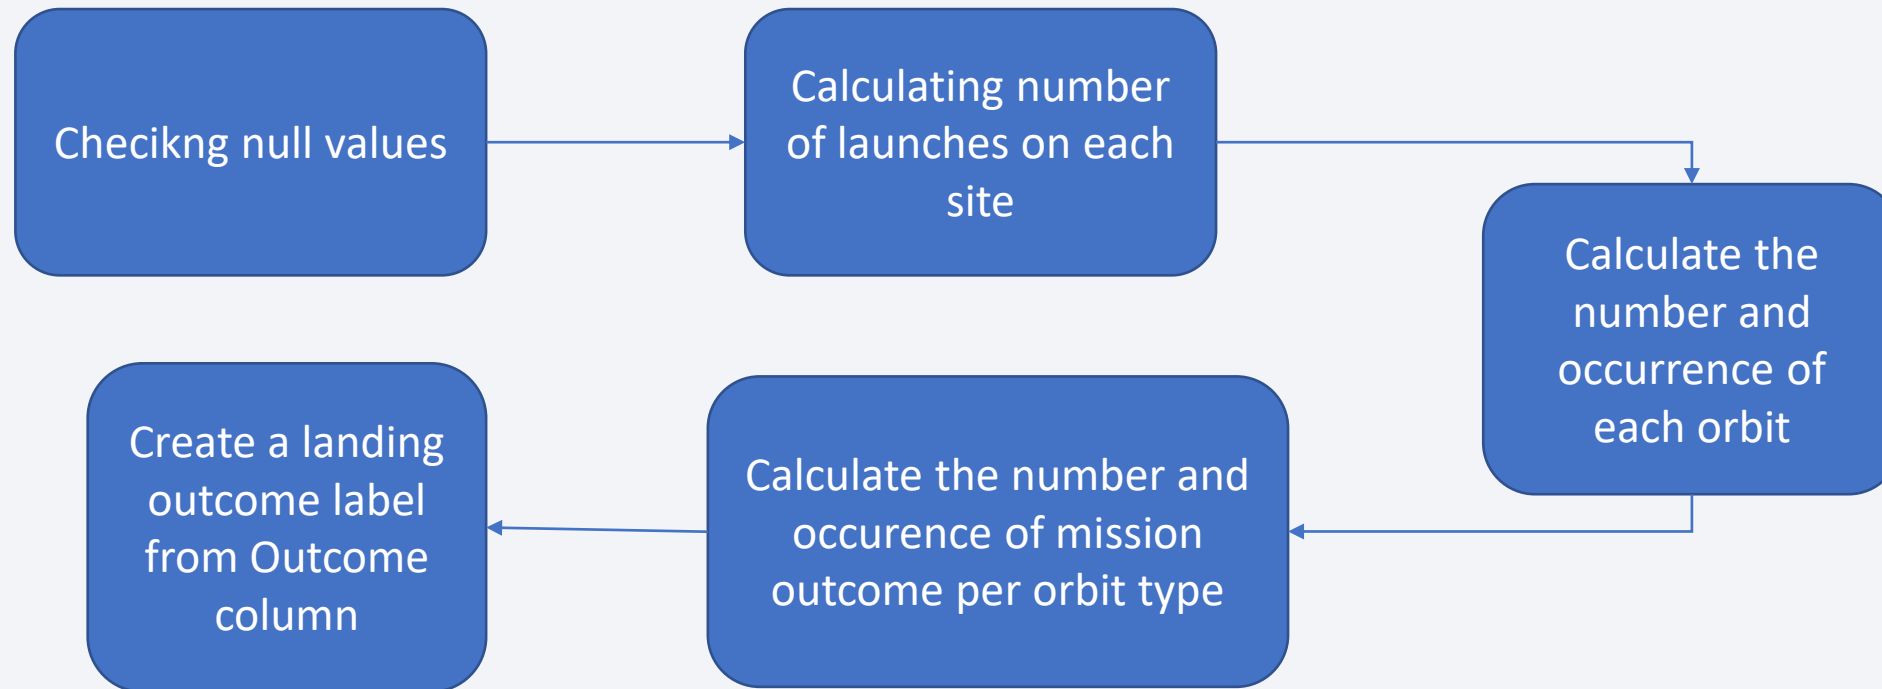 Checikng null values
Calculating number
of launches on each
site
Calculate the
number and
occurrence of
each orbit
Calculate the number and
occurence of mission
outcome per orbit type
Create a landing
outcome label
from Outcome
column